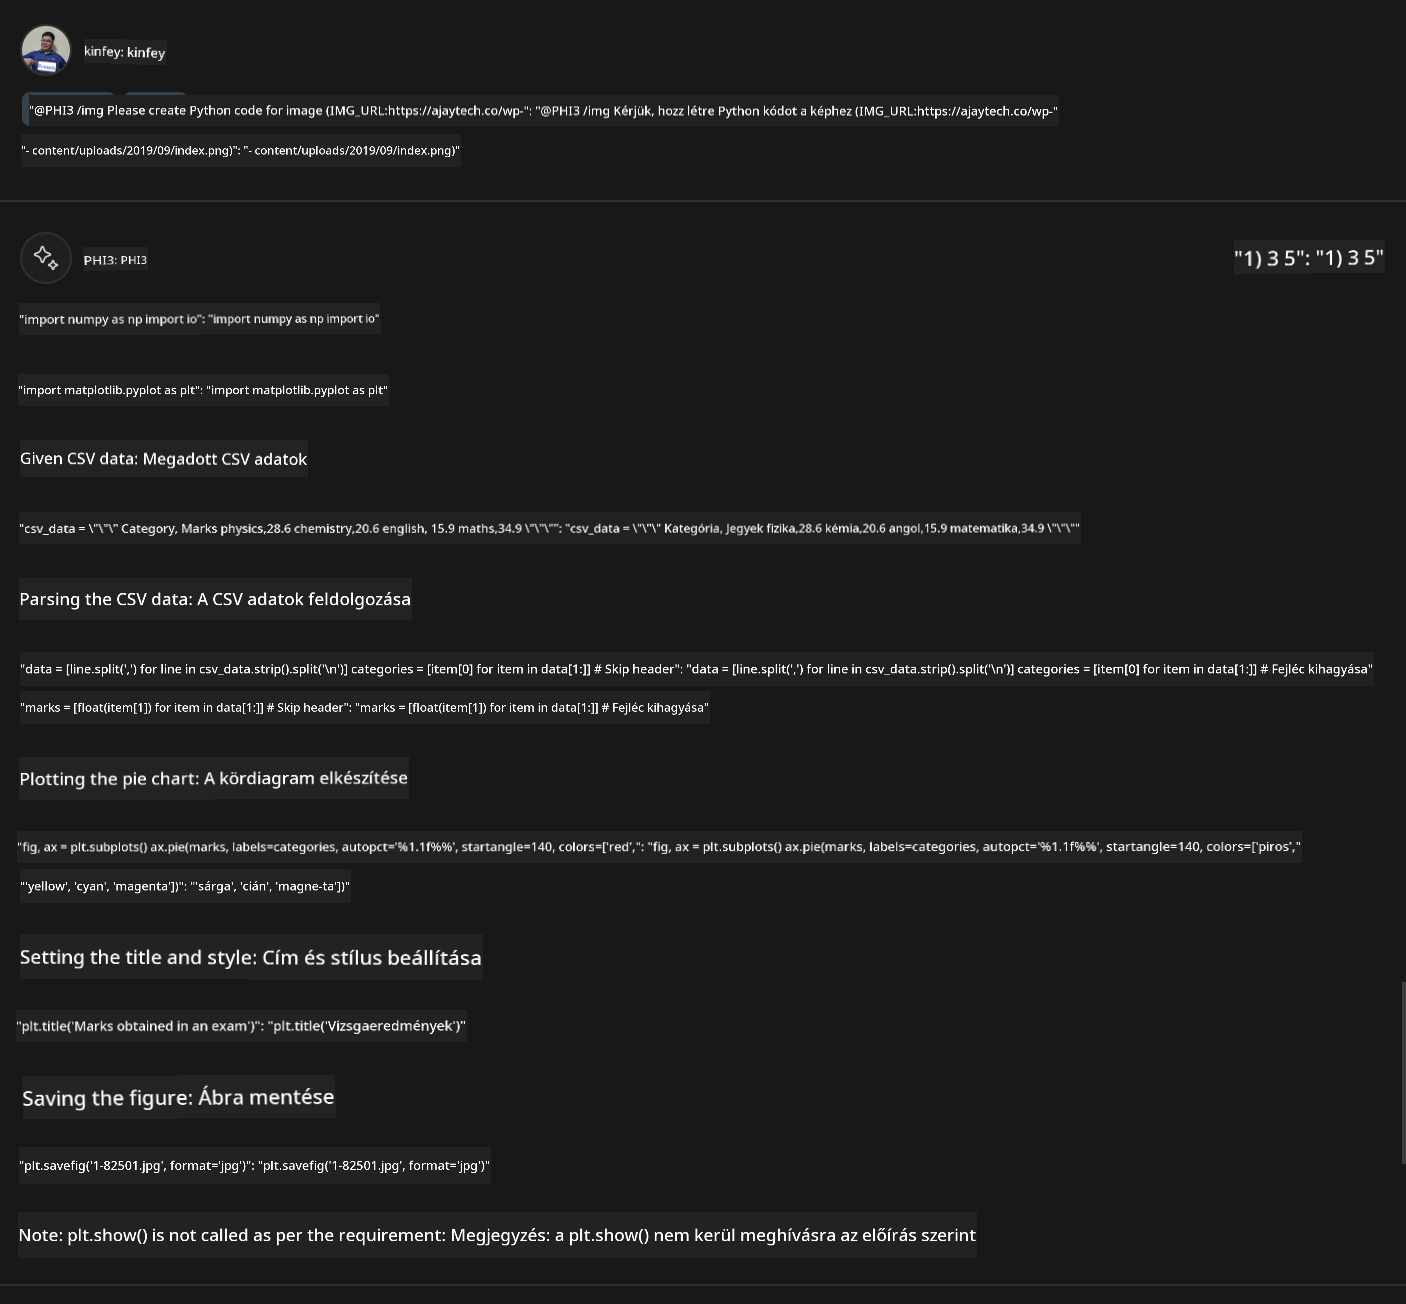 kinfey: kinfey
"@PHI3 /img Please create Python code for image (IMG_URL:https://ajaytech.co/wp-": "@PHI3 /img Kérjük, hozz létre Python kódot a képhez (IMG_URL:https://ajaytech.co/wp-"
"- content/uploads/2019/09/index.png)": "- content/uploads/2019/09/index.png)"
PHI3: PHI3
"1) 3 5": "1) 3 5"
"import numpy as np import io": "import numpy as np import io"
"import matplotlib.pyplot as plt": "import matplotlib.pyplot as plt"
Given CSV data: Megadott CSV adatok
"csv_data = \"\"\" Category, Marks physics,28.6 chemistry,20.6 english, 15.9 maths,34.9 \"\"\"": "csv_data = \"\"\" Kategória, Jegyek fizika,28.6 kémia,20.6 angol,15.9 matematika,34.9 \"\"\""
Parsing the CSV data: A CSV adatok feldolgozása
"data = [line.split(',') for line in csv_data.strip().split('\n')] categories = [item[0] for item in data[1:]] # Skip header": "data = [line.split(',') for line in csv_data.strip().split('\n')] categories = [item[0] for item in data[1:]] # Fejléc kihagyása"
"marks = [float(item[1]) for item in data[1:]] # Skip header": "marks = [float(item[1]) for item in data[1:]] # Fejléc kihagyása"
Plotting the pie chart: A kördiagram elkészítése
"fig, ax = plt.subplots() ax.pie(marks, labels=categories, autopct='%1.1f%%', startangle=140, colors=['red',": "fig, ax = plt.subplots() ax.pie(marks, labels=categories, autopct='%1.1f%%', startangle=140, colors=['piros',"
"'yellow', 'cyan', 'magenta'])": "'sárga', 'cián', 'magne-ta'])"
Setting the title and style: Cím és stílus beállítása
"plt.title('Marks obtained in an exam')": "plt.title('Vizsgaeredmények')"
Saving the figure: Ábra mentése
"plt.savefig('1-82501.jpg', format='jpg')": "plt.savefig('1-82501.jpg', format='jpg')"
Note: plt.show() is not called as per the requirement: Megjegyzés: a plt.show() nem kerül meghívásra az előírás szerint